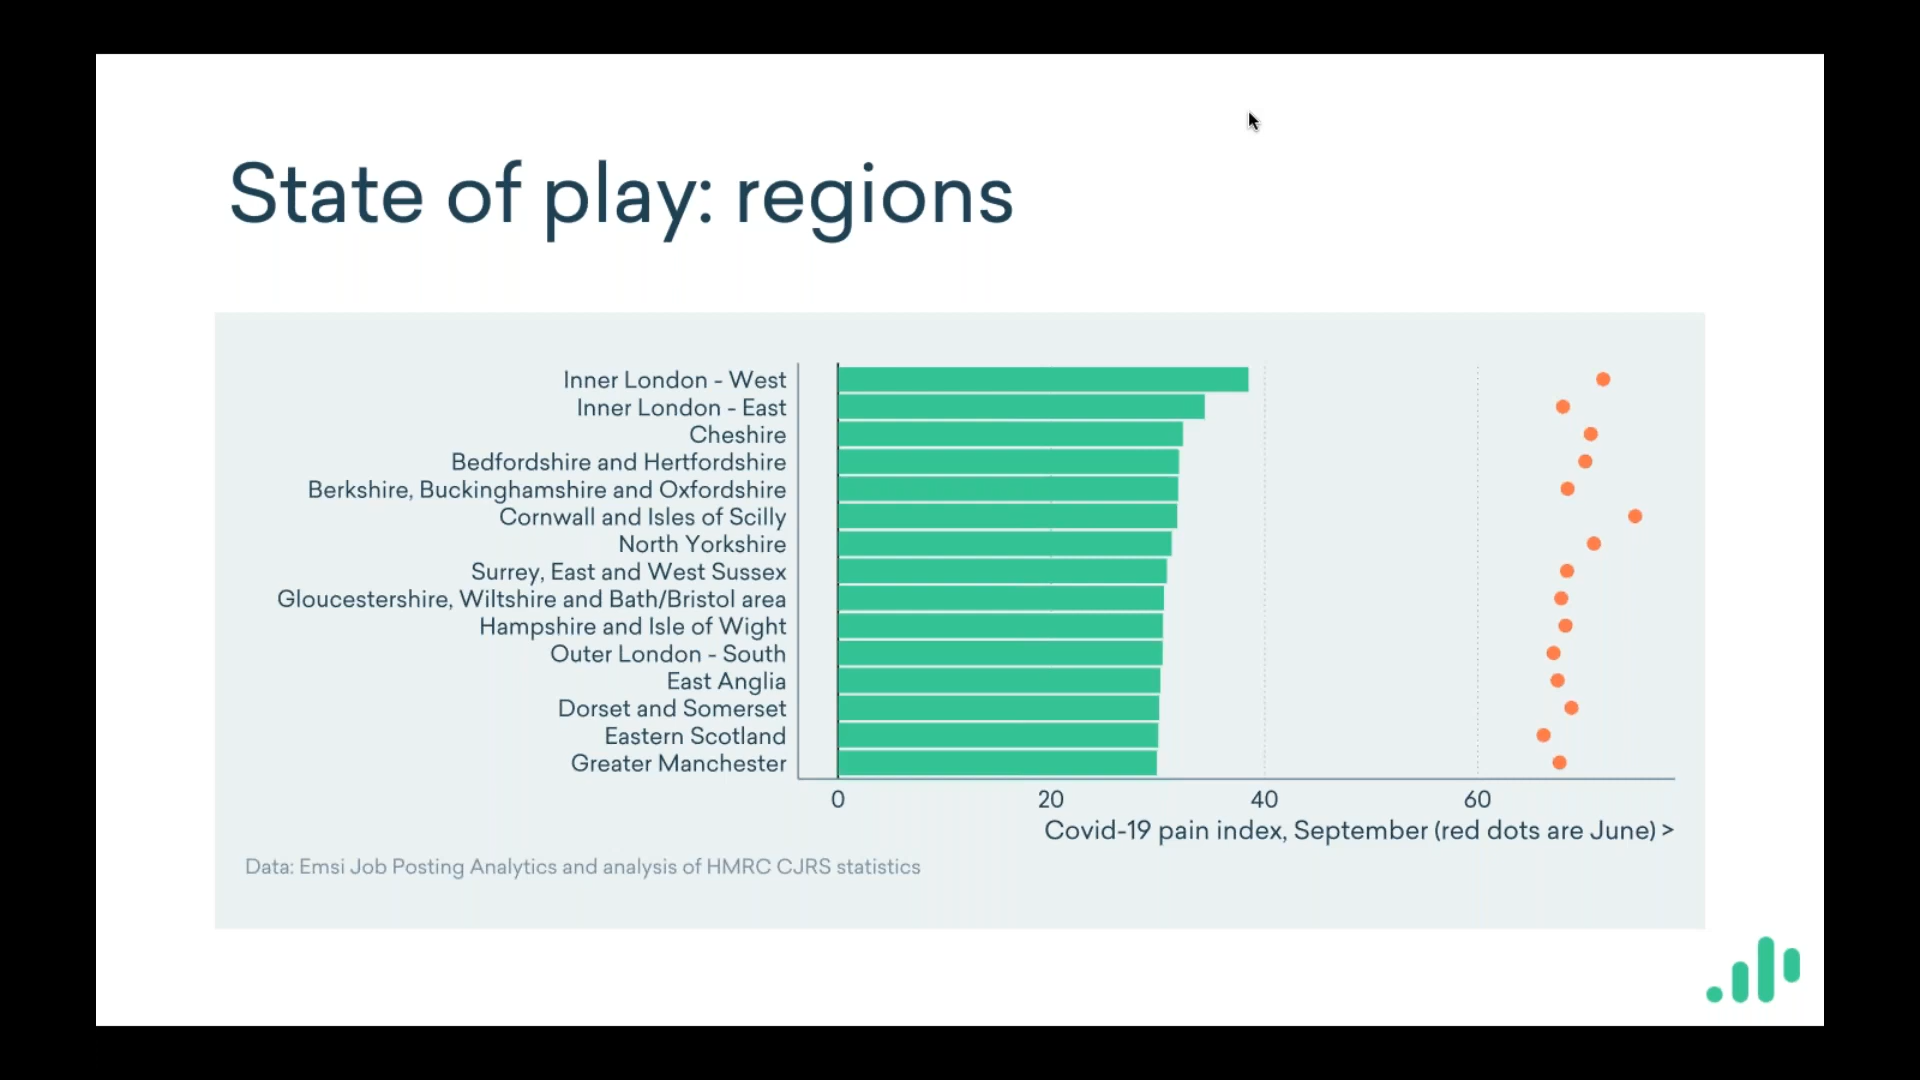 State of play: regions
Inner London - West
Inner London - East
Cheshire
Bedfordshire and Hertfordshire
Berkshire, Buckinghamshire and Oxfordshire
Cornwall and Isles of Scilly
North Yorkshire
Surrey, East and West Sussex
Gloucestershire, Wiltshire and Bath/Bristol area
Hampshire and Isle of Wight
Outer London - South
East Anglia
Dorset and Somerset
Eastern Scotland
Greater Manchester
0 20 40 60
Covid-19 pain index, September (red dots are June) >
Data: Emsi Job Posting Analytics and analysis of HMRC CJRS statistics